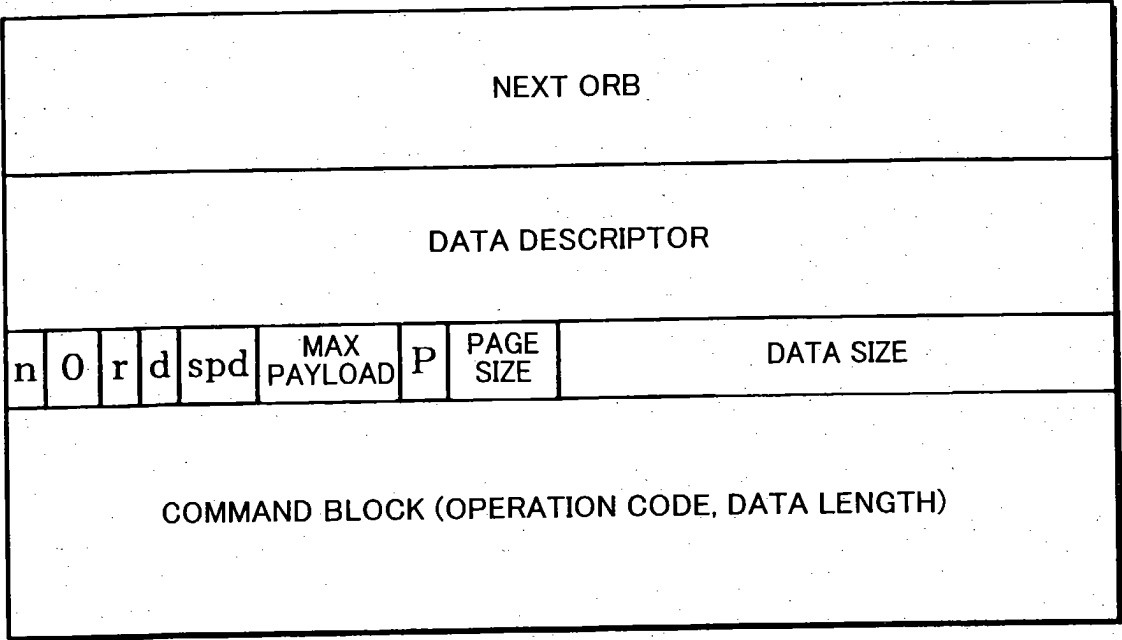 NEXT ORB
DATA DESCRIPTOR
n 0 r d spd MAX PAYLOAD P PAGE SIZE DATA SIZE
COMMAND BLOCK (OPERATION CODE, DATA LENGTH)